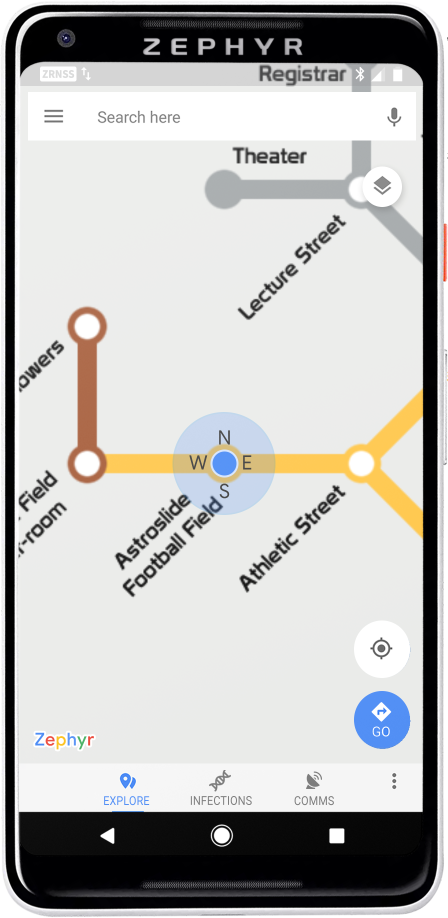 ZEPHYR
ZRNSS
Registrar
Search here
Theater
Lecture Street
owers
N
W E
S
Field
r-room
Astroslide
Football Field
Athletic Street
GO
Zephyr
EXPLORE
INFECTIONS
COMMS